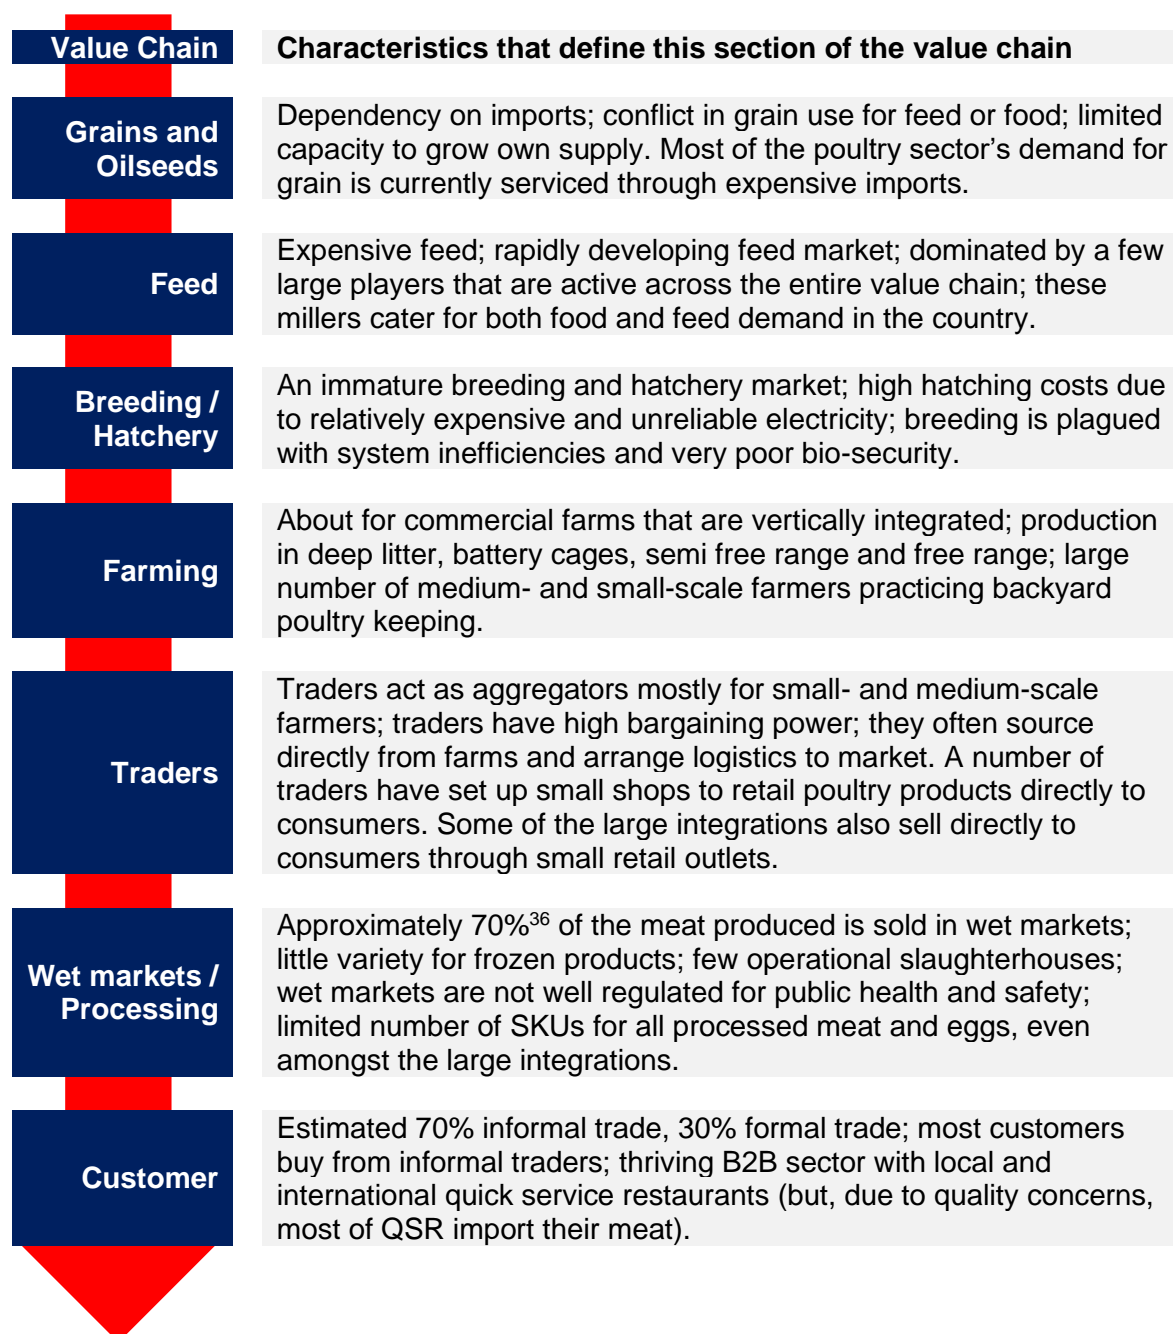 Value Chain
Characteristics that define this section of the value chain
Grains and
Oilseeds
Dependency on imports; conflict in grain use for feed or food; limited
capacity to grow own supply. Most of the poultry sector’s demand for
grain is currently serviced through expensive imports.
Feed
Expensive feed; rapidly developing feed market; dominated by a few
large players that are active across the entire value chain; these
millers cater for both food and feed demand in the country.
Breeding /
Hatchery
An immature breeding and hatchery market; high hatching costs due
to relatively expensive and unreliable electricity; breeding is plagued
with system inefficiencies and very poor bio-security.
Farming
About for commercial farms that are vertically integrated; production
in deep litter, battery cages, semi free range and free range; large
number of medium- and small-scale farmers practicing backyard
poultry keeping.
Traders
Traders act as aggregators mostly for small- and medium-scale
farmers; traders have high bargaining power; they often source
directly from farms and arrange logistics to market. A number of
traders have set up small shops to retail poultry products directly to
consumers. Some of the large integrations also sell directly to
consumers through small retail outlets.
Wet markets /
Processing
Approximately 70%³⁶ of the meat produced is sold in wet markets;
little variety for frozen products; few operational slaughterhouses;
wet markets are not well regulated for public health and safety;
limited number of SKUs for all processed meat and eggs, even
amongst the large integrations.
Customer
Estimated 70% informal trade, 30% formal trade; most customers
buy from informal traders; thriving B2B sector with local and
international quick service restaurants (but, due to quality concerns,
most of QSR import their meat).